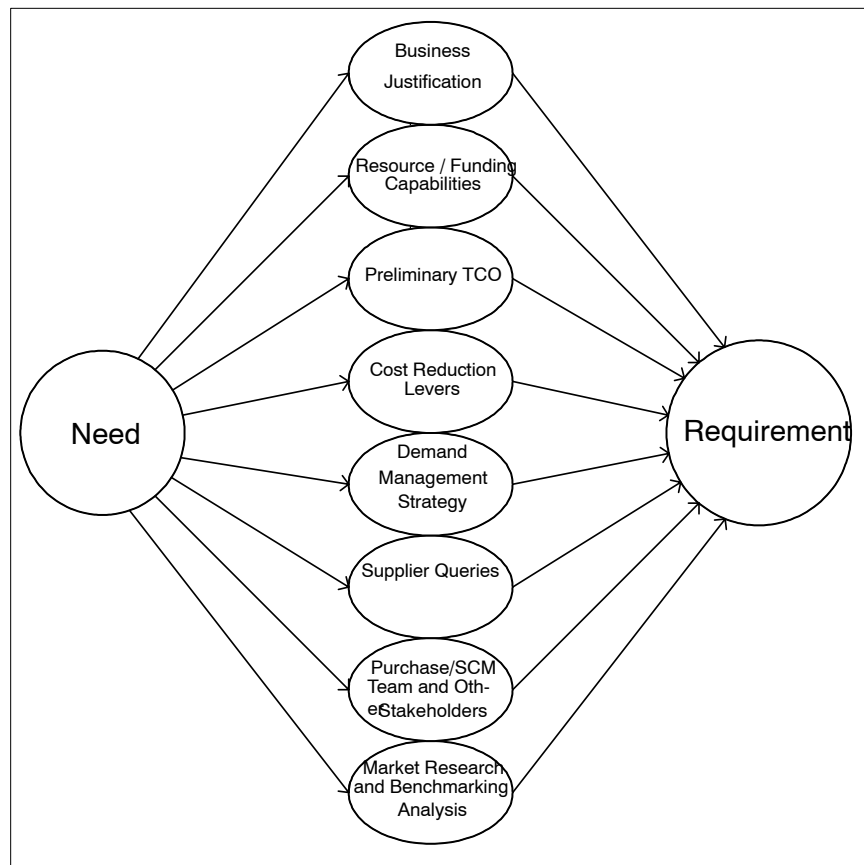 Business
Justification
Resource / Funding
Capabilities
Preliminary TCO
Cost Reduction
Levers
Need
Requirement
Demand
Management
Strategy
Supplier Queries
Purchase/SCM
Team and Oth-
er Stakeholders
Market Research
and Benchmarking
Analysis